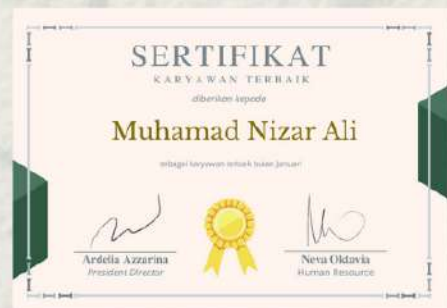 SERTIFIKAT
KARYAWAN TERBAIK
diberikan kepada
Muhamad Nizar Ali
sebagai karyawan terbaik bulan Januari
Ardelia Azzarina
President Director
Neva Oktavia
Human Resource